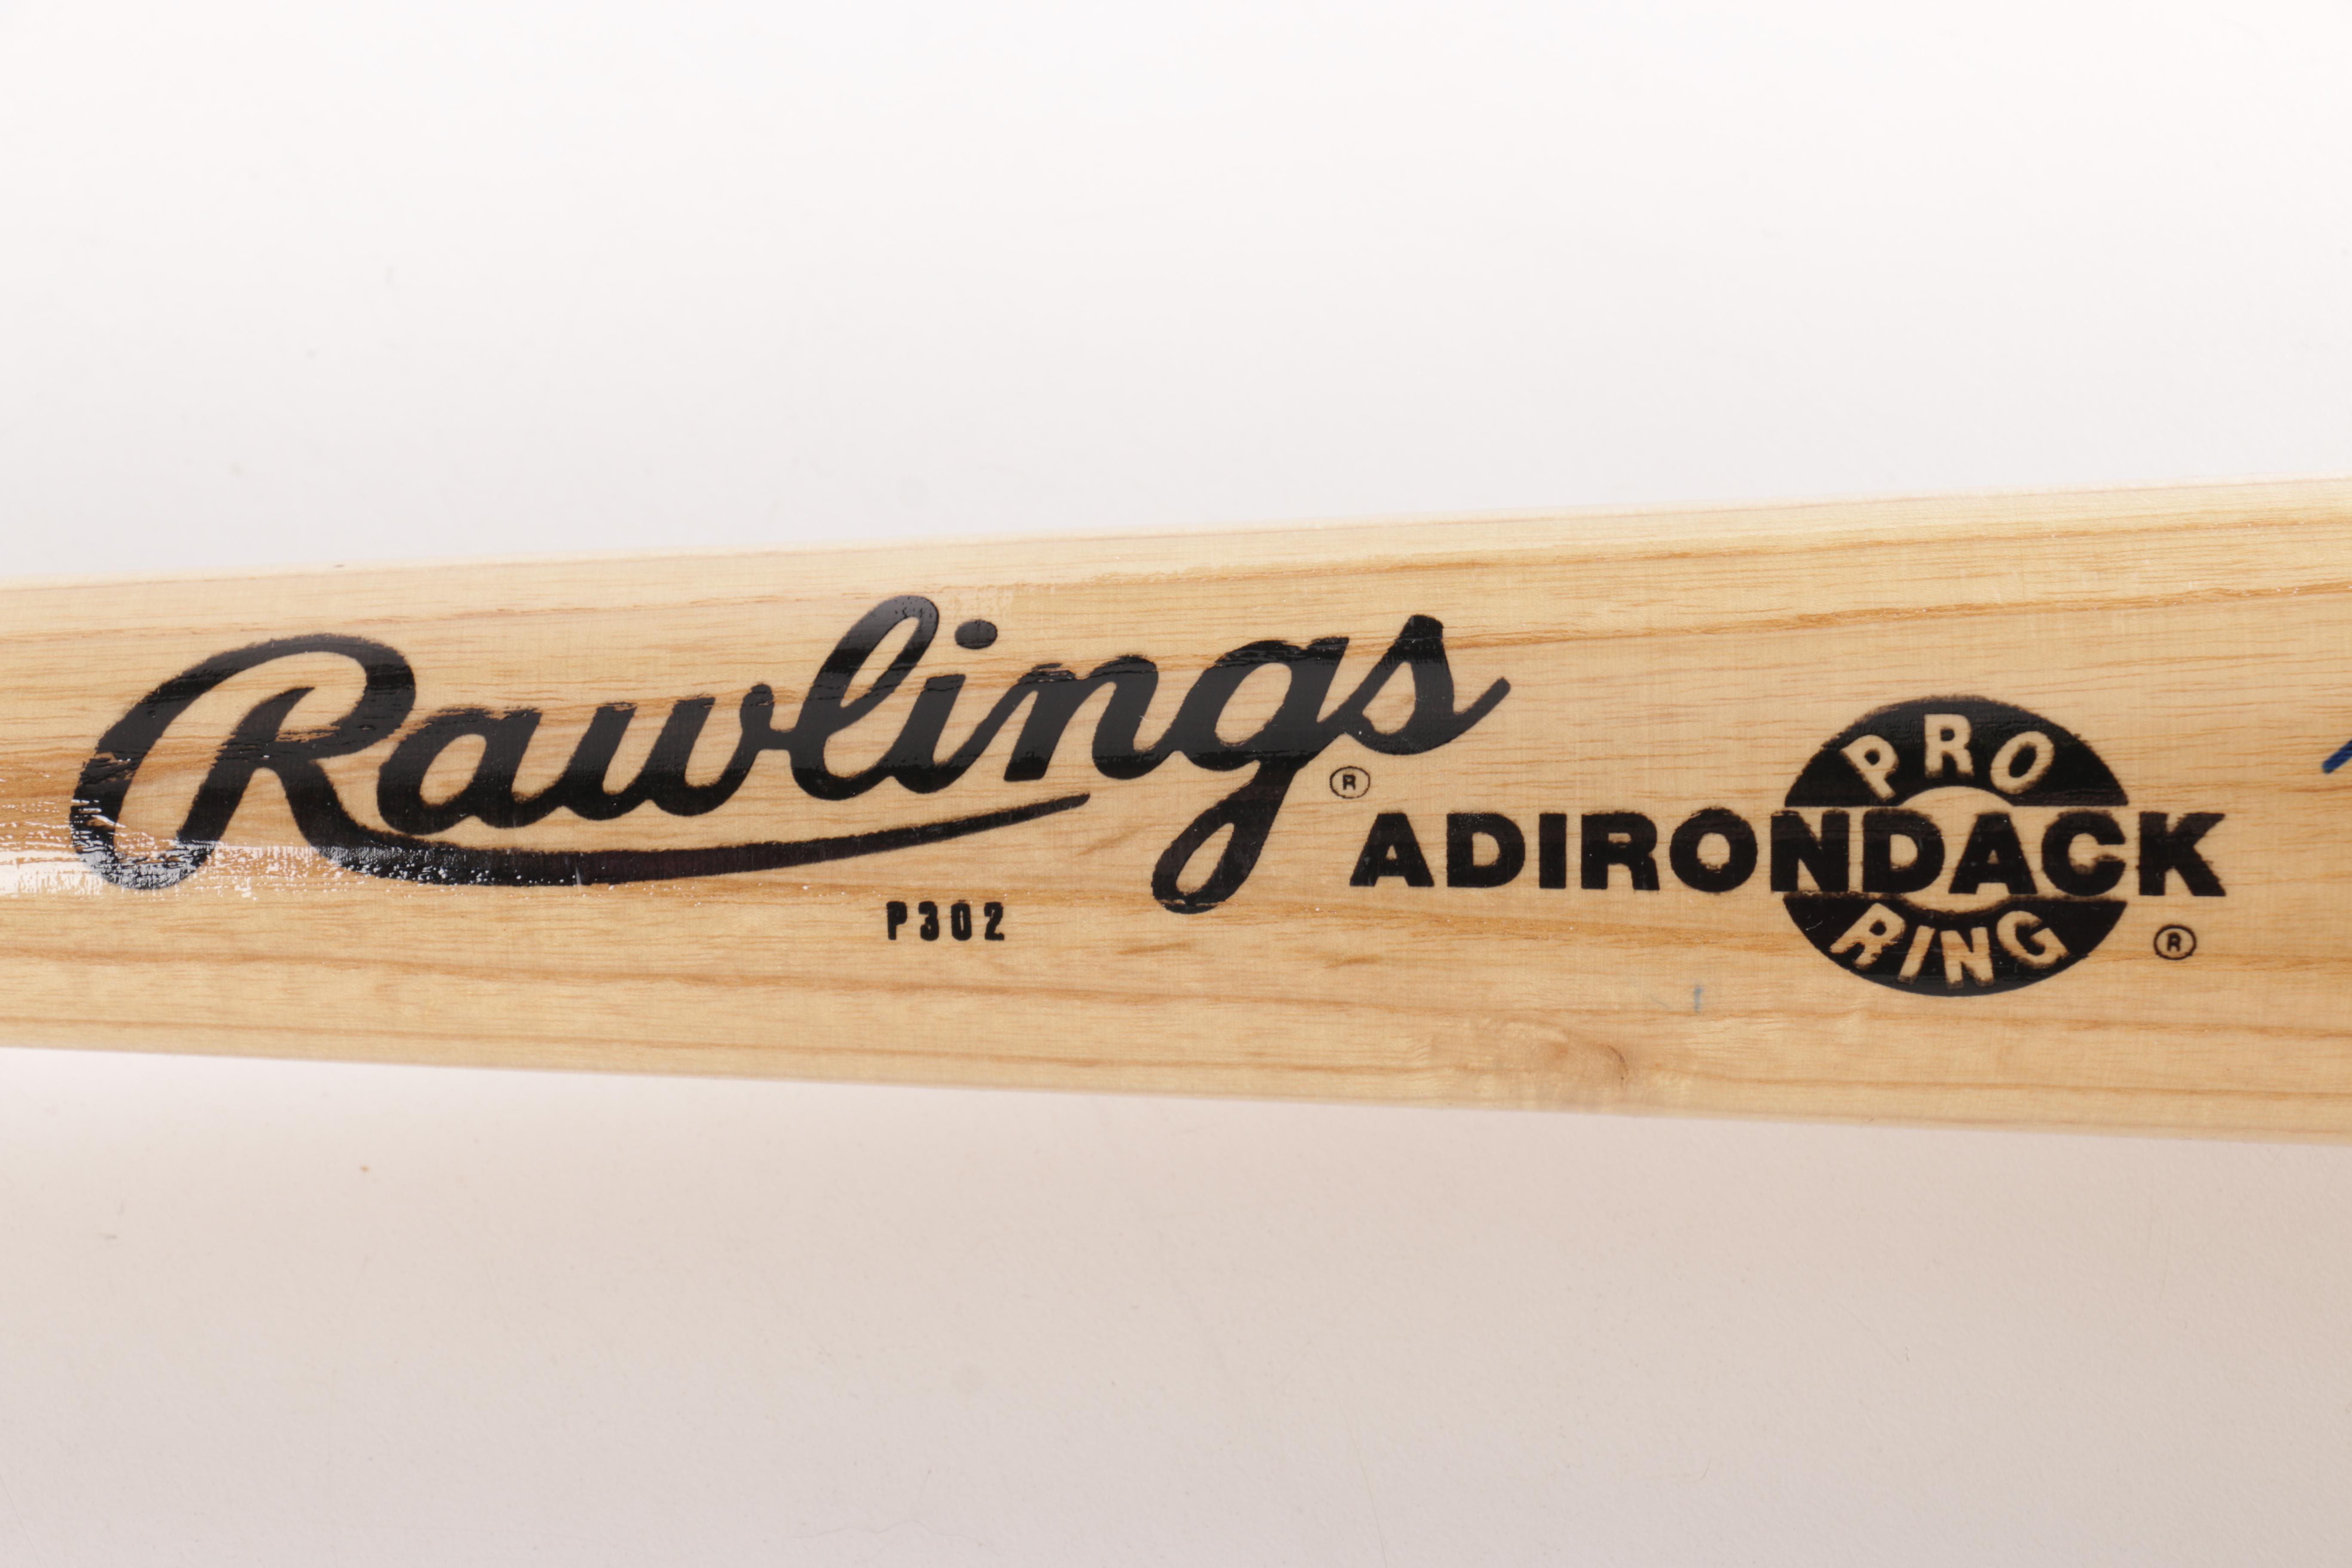 Rawlings ®
P302
PRO
ADIRONDACK
RING ®